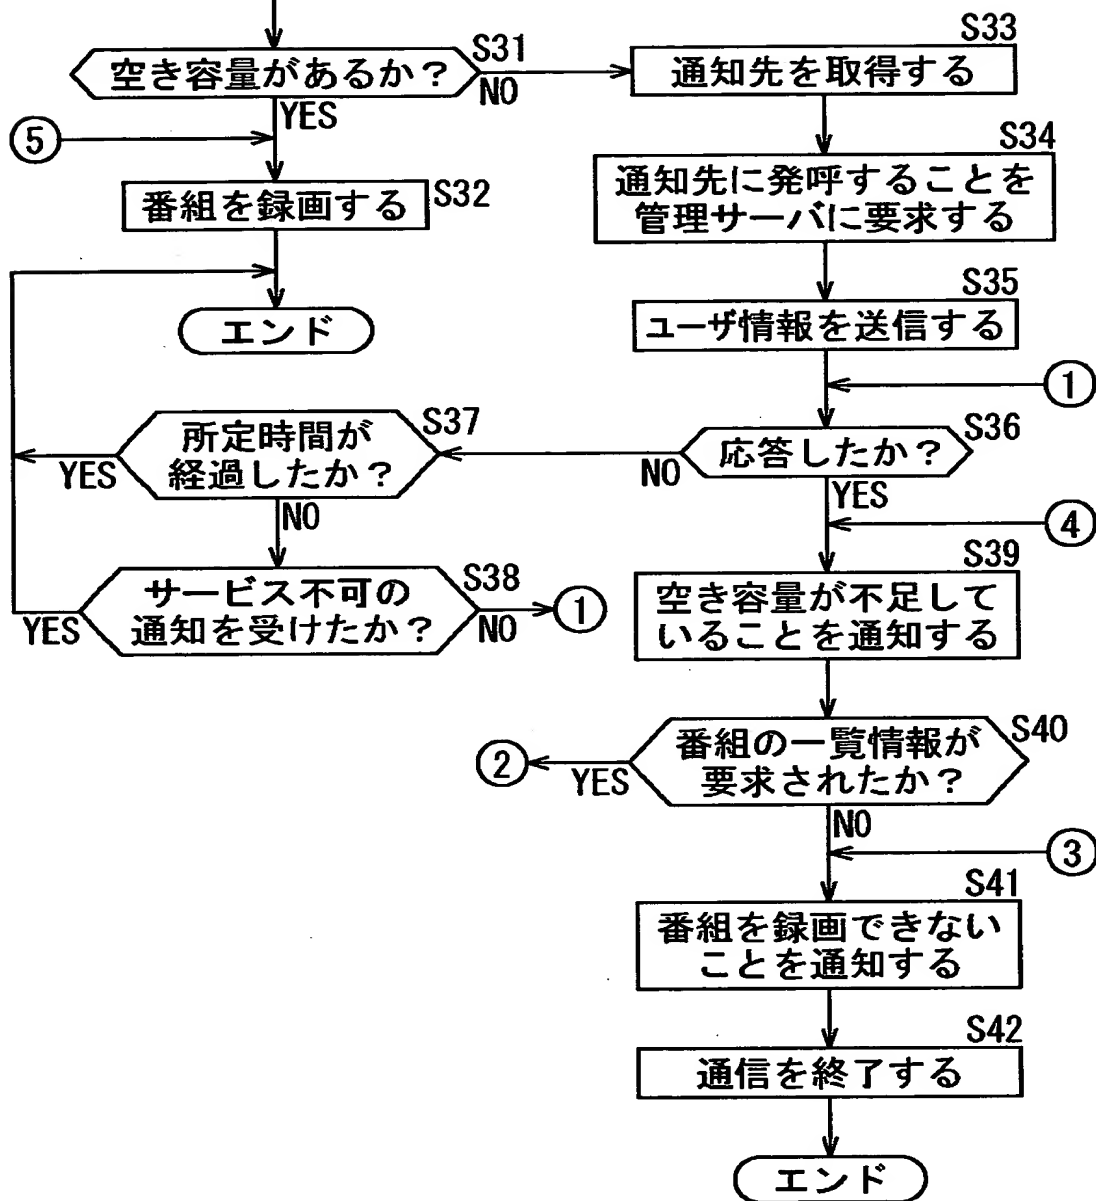 S31
空き容量があるか？
NO
YES
⑤
番組を録画する
S32
エンド
S33
通知先を取得する
S34
通知先に発呼することを
管理サーバに要求する
S35
ユーザ情報を送信する
①
S36
応答したか？
NO
YES
S37
所定時間が
経過したか？
YES
NO
S38
サービス不可の
通知を受けたか？
YES
NO
①
④
S39
空き容量が不足して
いることを通知する
S40
番組の一覧情報が
要求されたか？
②
YES
NO
③
S41
番組を録画できない
ことを通知する
S42
通信を終了する
エンド